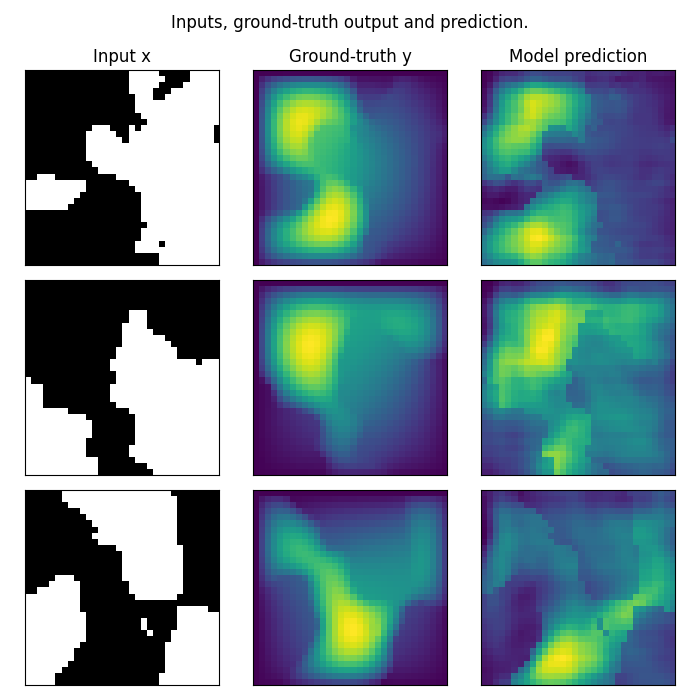 Inputs, ground-truth output and prediction.
Input x
Ground-truth y
Model prediction